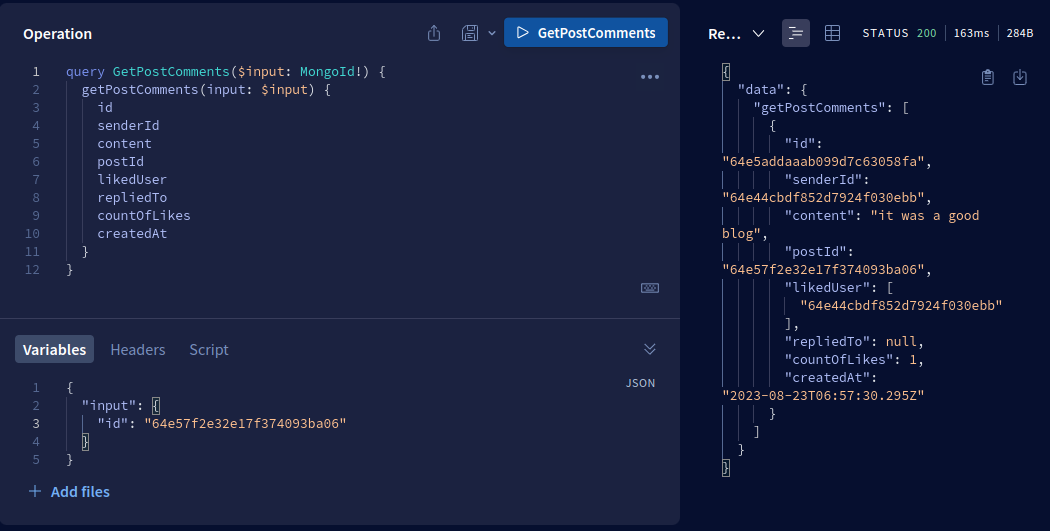 Operation
GetPostComments
1 query GetPostComments($input: MongoId!) {
2 getPostComments(input: $input) {
3 id
4 senderId
5 content
6 postId
7 likedUser
8 repliedTo
9 countOfLikes
10 createdAt
11 }
12 }
Variables Headers Script
JSON
1 {
2 "input": {
3 "id": "64e57f2e32e17f374093ba06"
4 }
5 }
+ Add files
Re... STATUS 200 163ms 284B
{
"data": {
"getPostComments": [
{
"id":
"64e5addaaab099d7c63058fa",
"senderId":
"64e44cbdf852d7924f030ebb",
"content": "it was a good
blog",
"postId":
"64e57f2e32e17f374093ba06",
"likedUser": [
"64e44cbdf852d7924f030ebb"
],
"repliedTo": null,
"countOfLikes": 1,
"createdAt":
"2023-08-23T06:57:30.295Z"
}
]
}
}